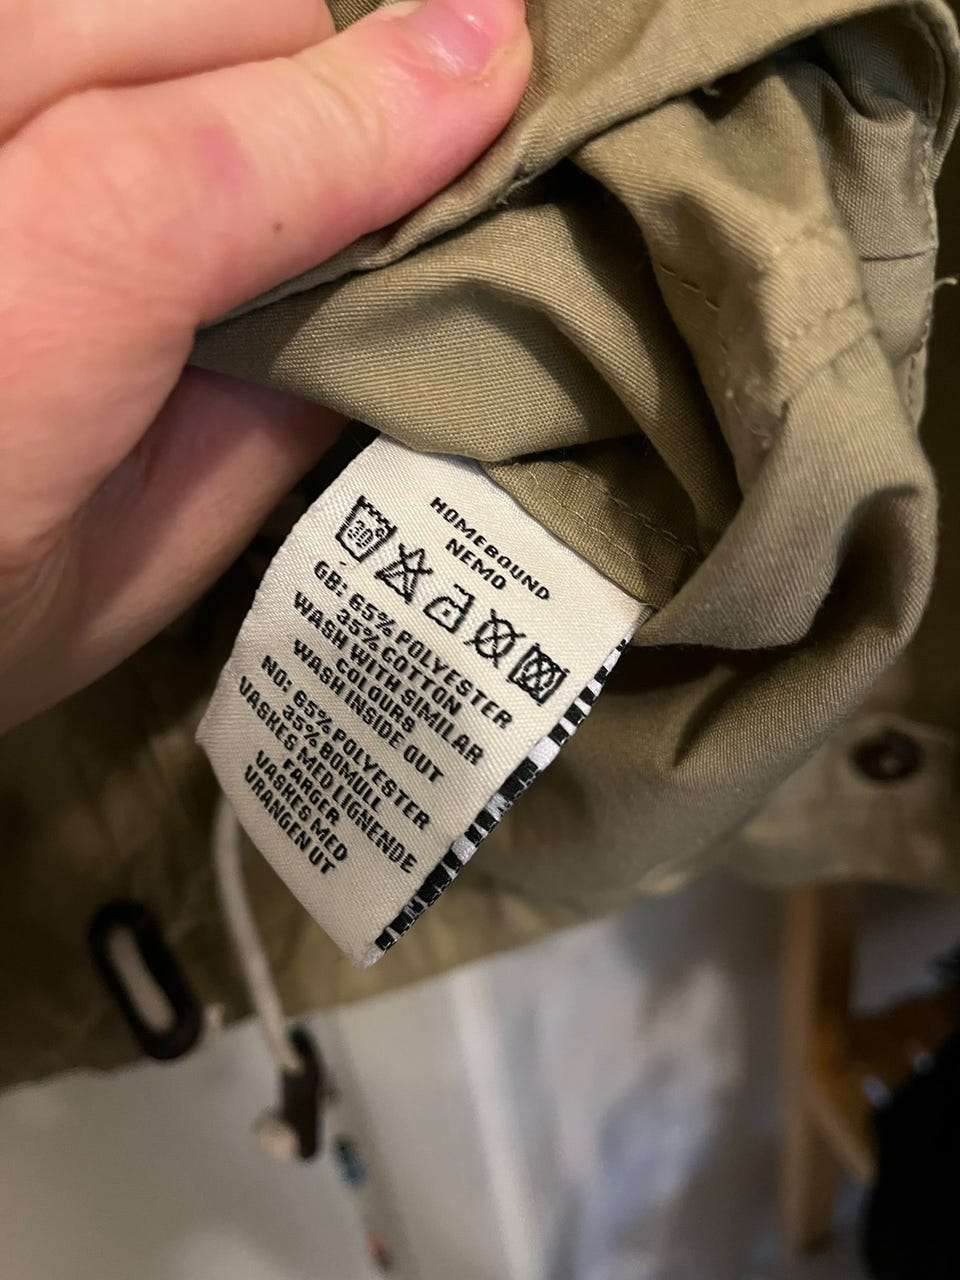 HOMEBOUND
NEMO
30°
GB: 65% POLYESTER
35% COTTON
WASH WITH SIMILAR
COLOURS
WASH INSIDE OUT
NO: 65% POLYESTER
35% BOMULL
VASKES MED LIGNENDE
FARGER
VASKES MED
VRANGEN UT